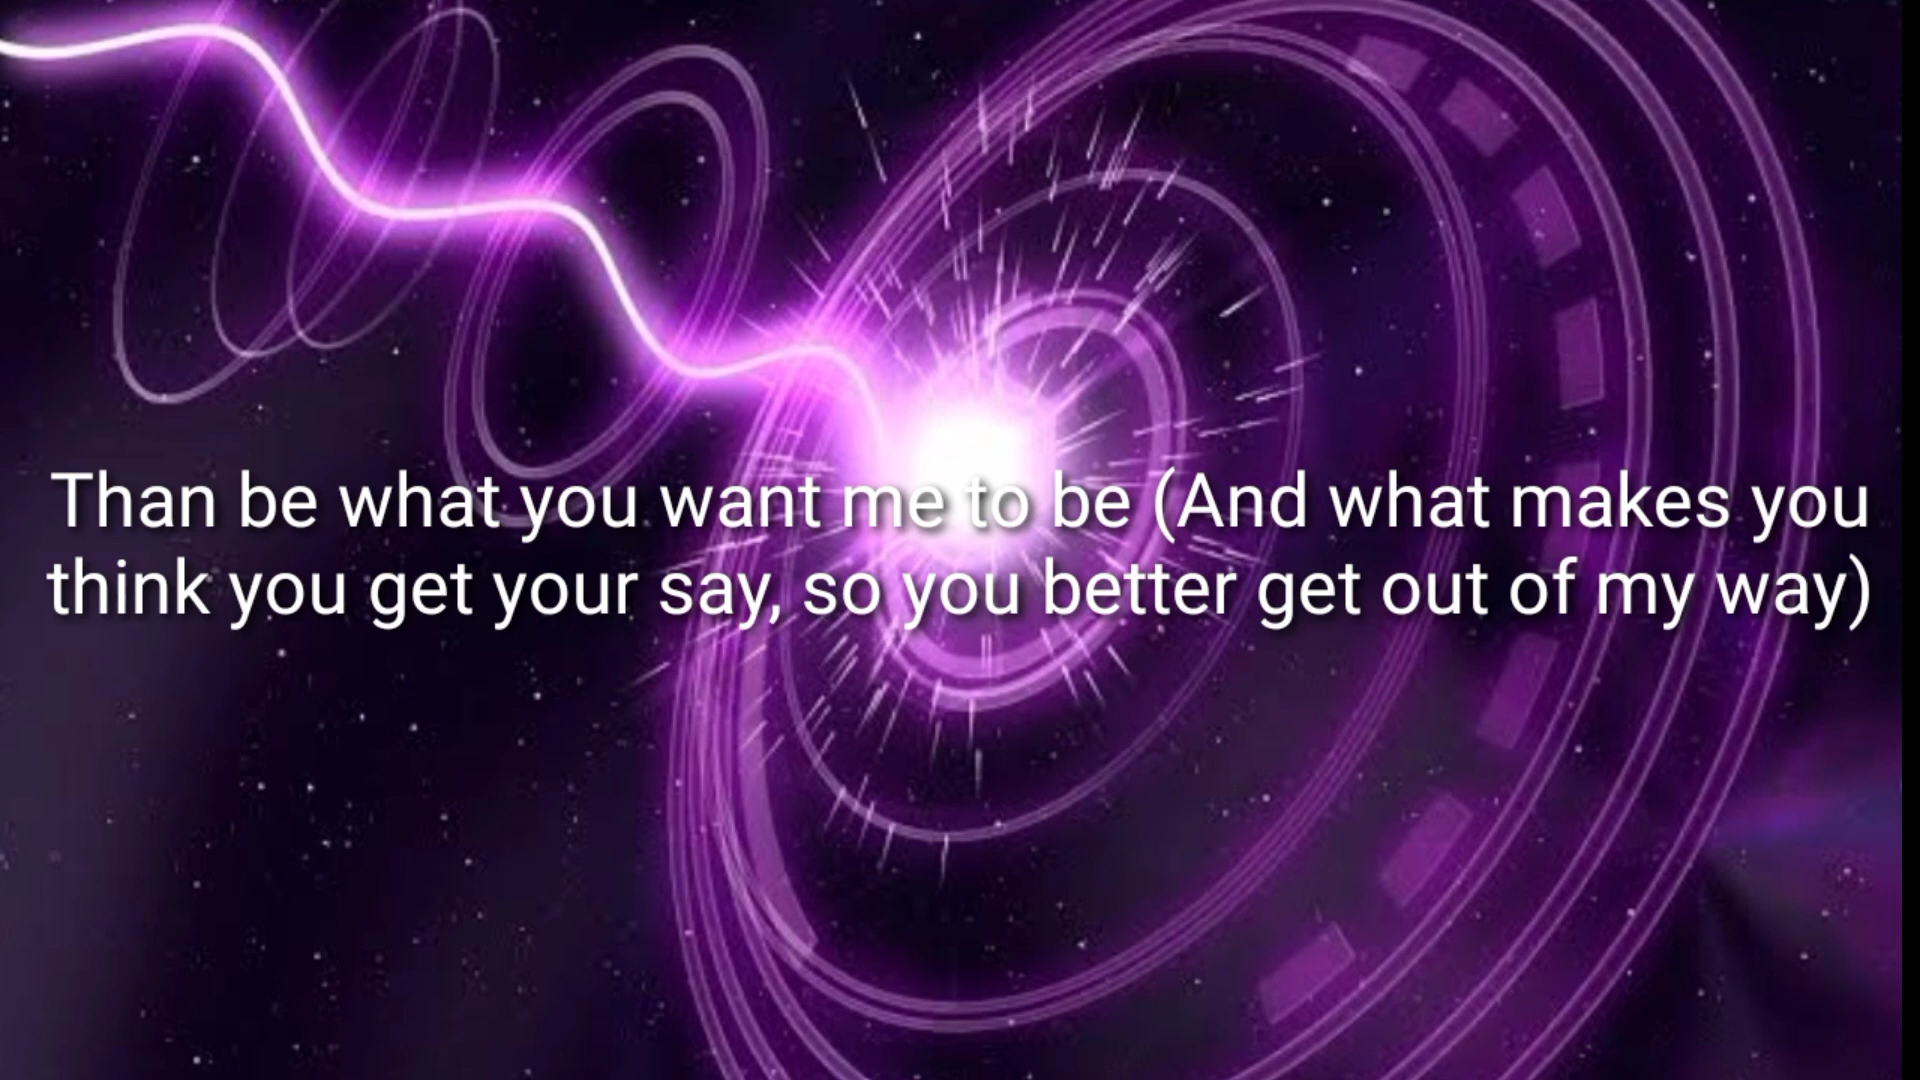 Than be what you want me to be (And what makes you
think you get your say, so you better get out of my way)